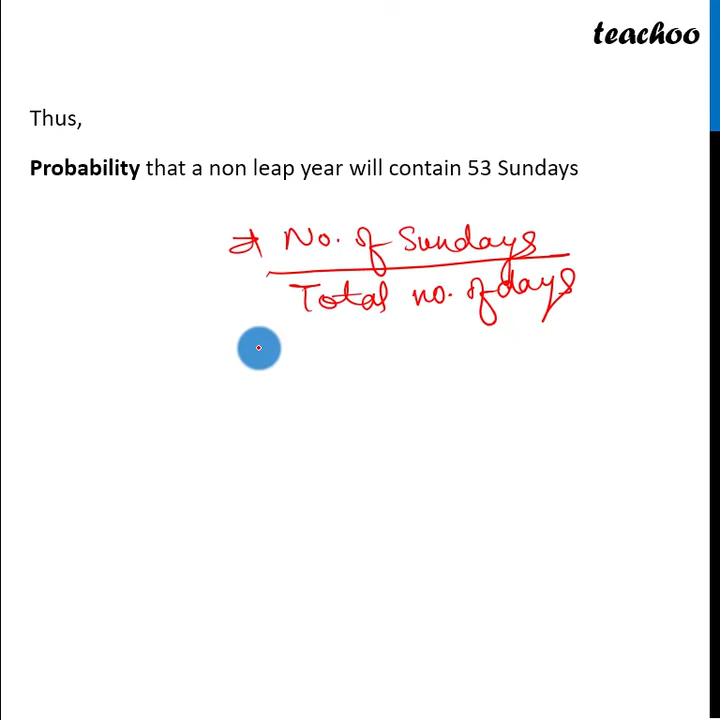 teachoo
Thus,
Probability that a non leap year will contain 53 Sundays
⇒ No. of Sundays
Total no. of days